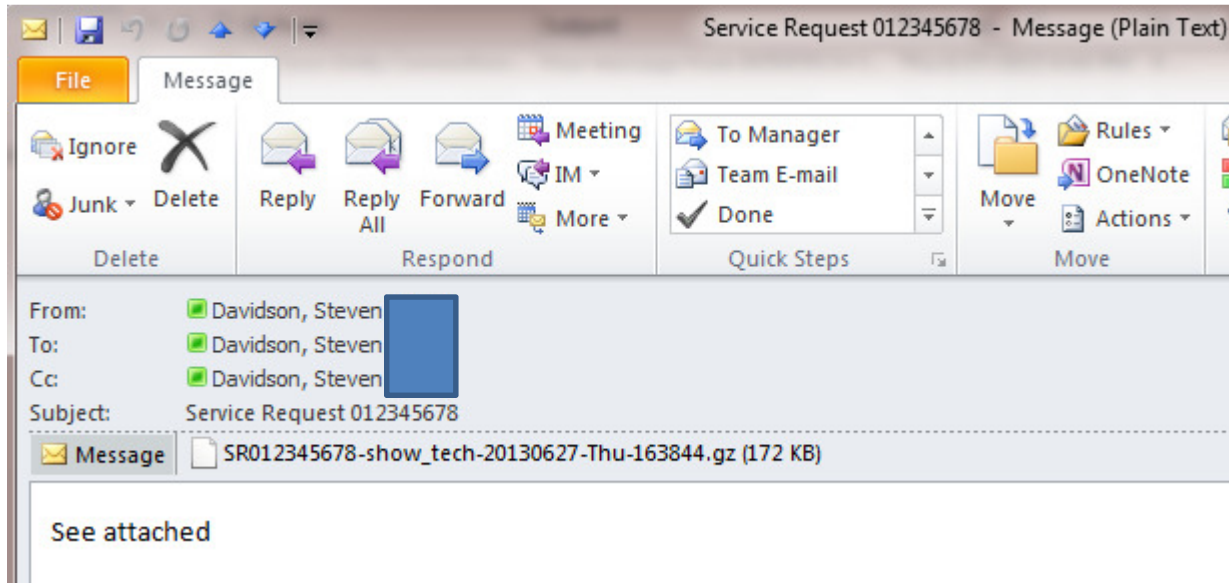 Service Request 012345678 - Message (Plain Text)
File Message
Ignore
Junk
Delete
Reply
Reply All
Forward
Meeting
IM
More
To Manager
Team E-mail
Done
Move
Rules
OneNote
Actions
Delete Respond Quick Steps Move
From: Davidson, Steven
To: Davidson, Steven
Cc: Davidson, Steven
Subject: Service Request 012345678
Message SR012345678-show_tech-20130627-Thu-163844.gz (172 KB)
See attached